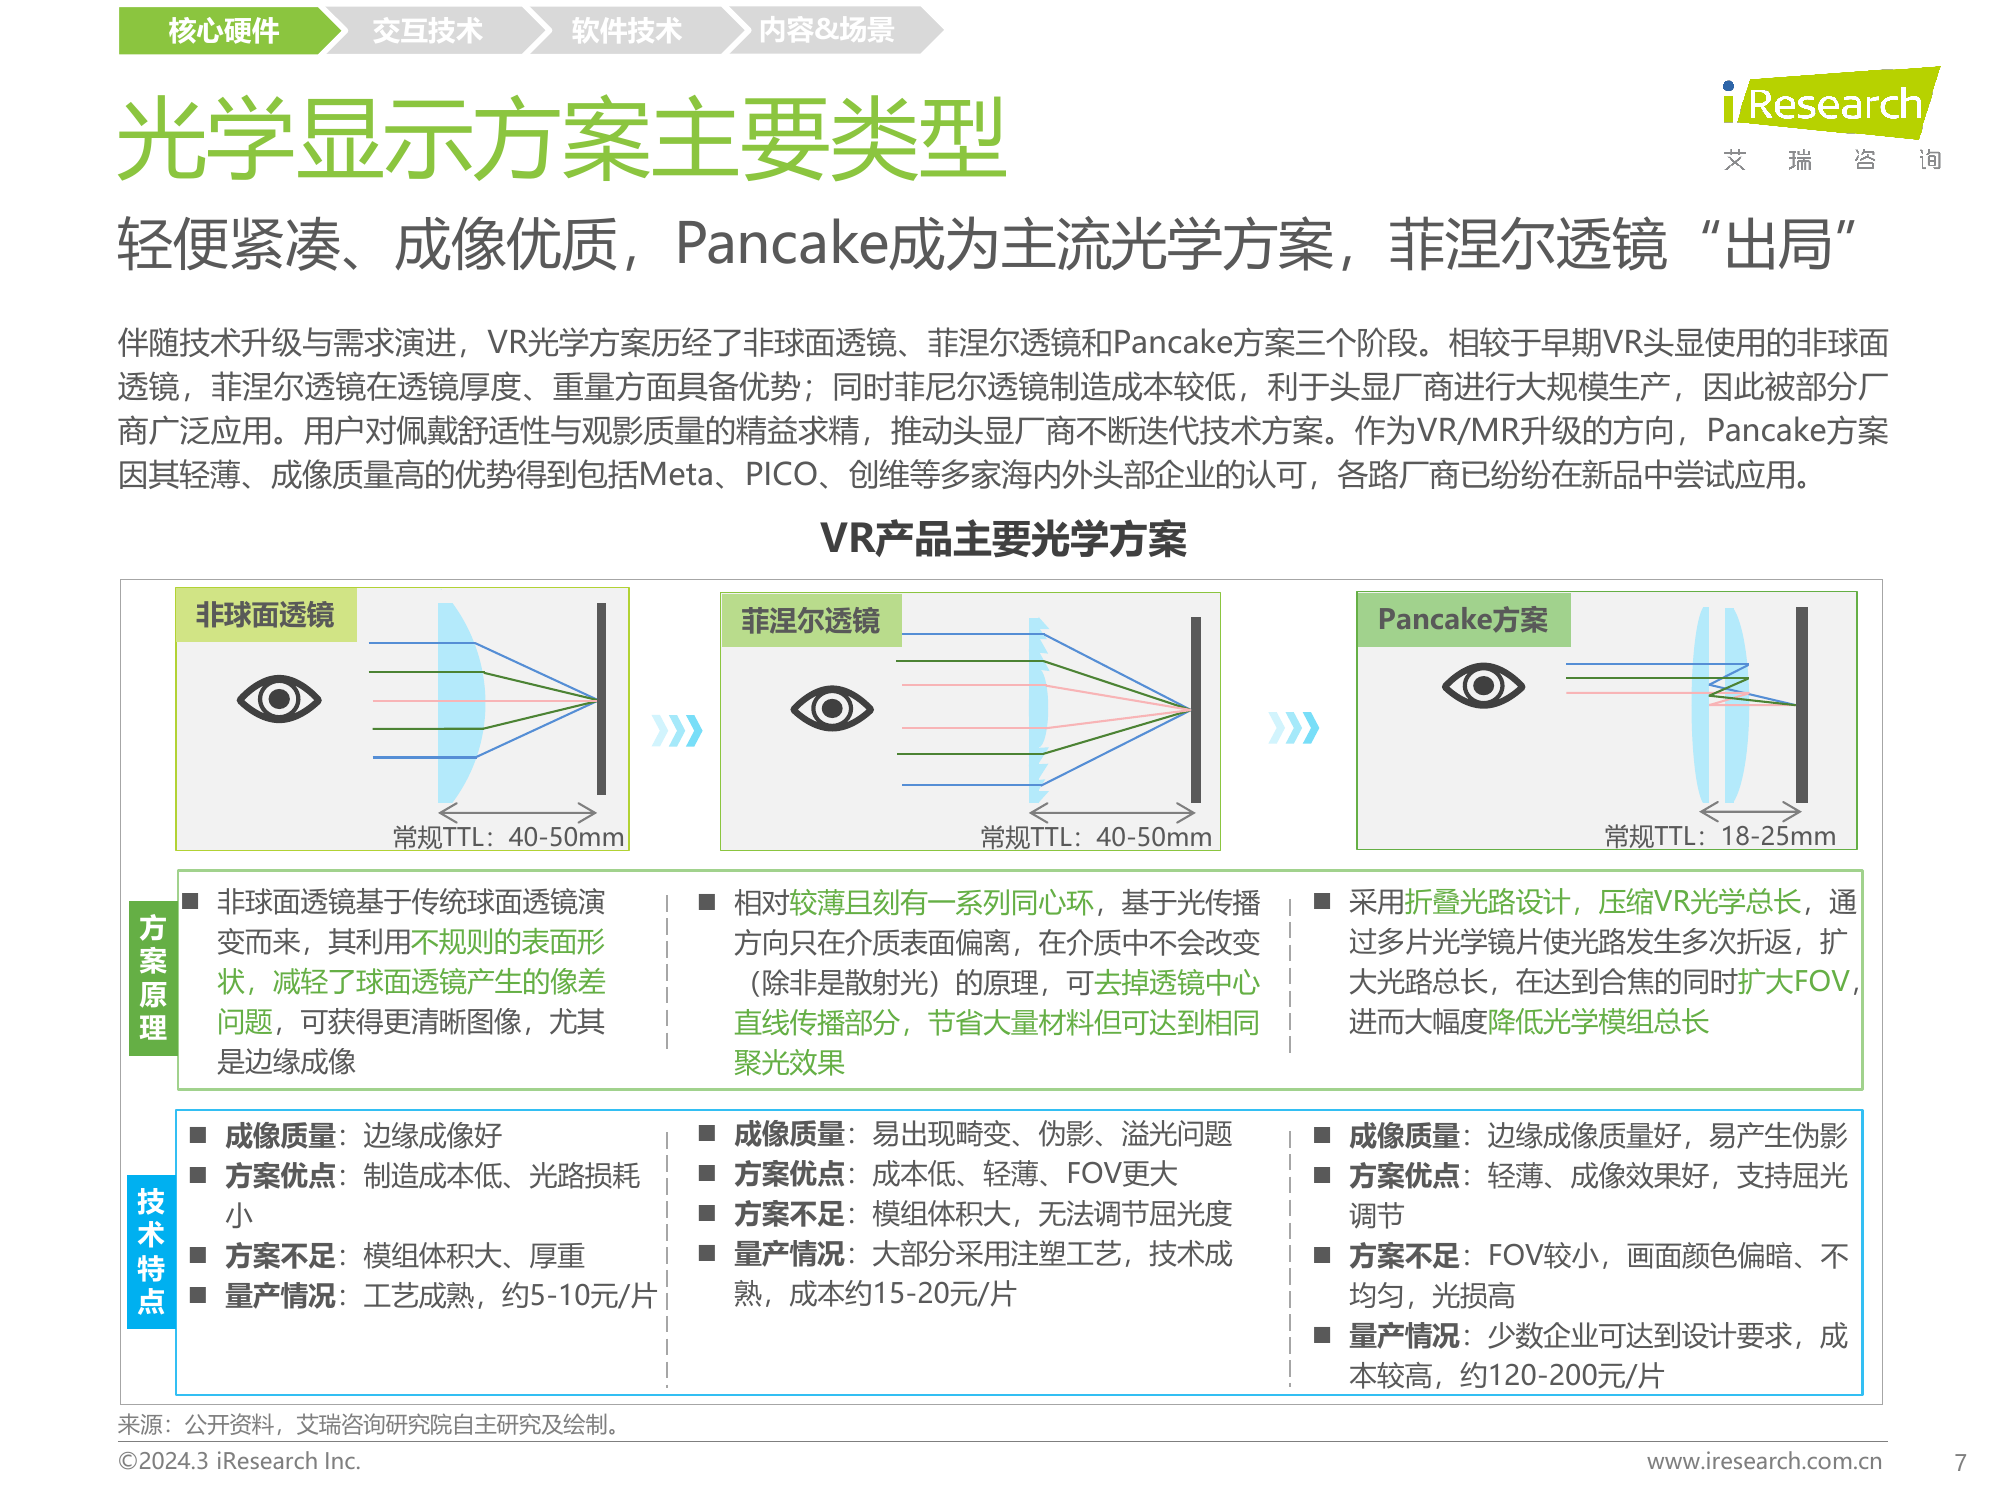 核心硬件
交互技术
软件技术
内容&场景
光学显示方案主要类型
iResearch
艾瑞咨询
轻便紧凑、成像优质，Pancake成为主流光学方案，菲涅尔透镜“出局”
伴随技术升级与需求演进，VR光学方案历经了非球面透镜、菲涅尔透镜和Pancake方案三个阶段。相较于早期VR头显使用的非球面
透镜，菲涅尔透镜在透镜厚度、重量方面具备优势；同时菲尼尔透镜制造成本较低，利于头显厂商进行大规模生产，因此被部分厂
商广泛应用。用户对佩戴舒适性与观影质量的精益求精，推动头显厂商不断迭代技术方案。作为VR/MR升级的方向，Pancake方案
因其轻薄、成像质量高的优势得到包括Meta、PICO、创维等多家海内外头部企业的认可，各路厂商已纷纷在新品中尝试应用。
VR产品主要光学方案
非球面透镜
常规TTL：40-50mm
菲涅尔透镜
常规TTL：40-50mm
Pancake方案
常规TTL：18-25mm
方案原理
■ 非球面透镜基于传统球面透镜演
变而来，其利用不规则的表面形
状，减轻了球面透镜产生的像差
问题，可获得更清晰图像，尤其
是边缘成像
■ 相对较薄且刻有一系列同心环，基于光传播
方向只在介质表面偏离，在介质中不会改变
（除非是散射光）的原理，可去掉透镜中心
直线传播部分，节省大量材料但可达到相同
聚光效果
■ 采用折叠光路设计，压缩VR光学总长，通
过多片光学镜片使光路发生多次折返，扩
大光路总长，在达到合焦的同时扩大FOV，
进而大幅度降低光学模组总长
技术特点
■ 成像质量：边缘成像好
■ 方案优点：制造成本低、光路损耗
小
■ 方案不足：模组体积大、厚重
■ 量产情况：工艺成熟，约5-10元/片
■ 成像质量：易出现畸变、伪影、溢光问题
■ 方案优点：成本低、轻薄、FOV更大
■ 方案不足：模组体积大，无法调节屈光度
■ 量产情况：大部分采用注塑工艺，技术成
熟，成本约15-20元/片
■ 成像质量：边缘成像质量好，易产生伪影
■ 方案优点：轻薄、成像效果好，支持屈光
调节
■ 方案不足：FOV较小，画面颜色偏暗、不
均匀，光损高
■ 量产情况：少数企业可达到设计要求，成
本较高，约120-200元/片
来源：公开资料，艾瑞咨询研究院自主研究及绘制。
©2024.3 iResearch Inc.
www.iresearch.com.cn
7